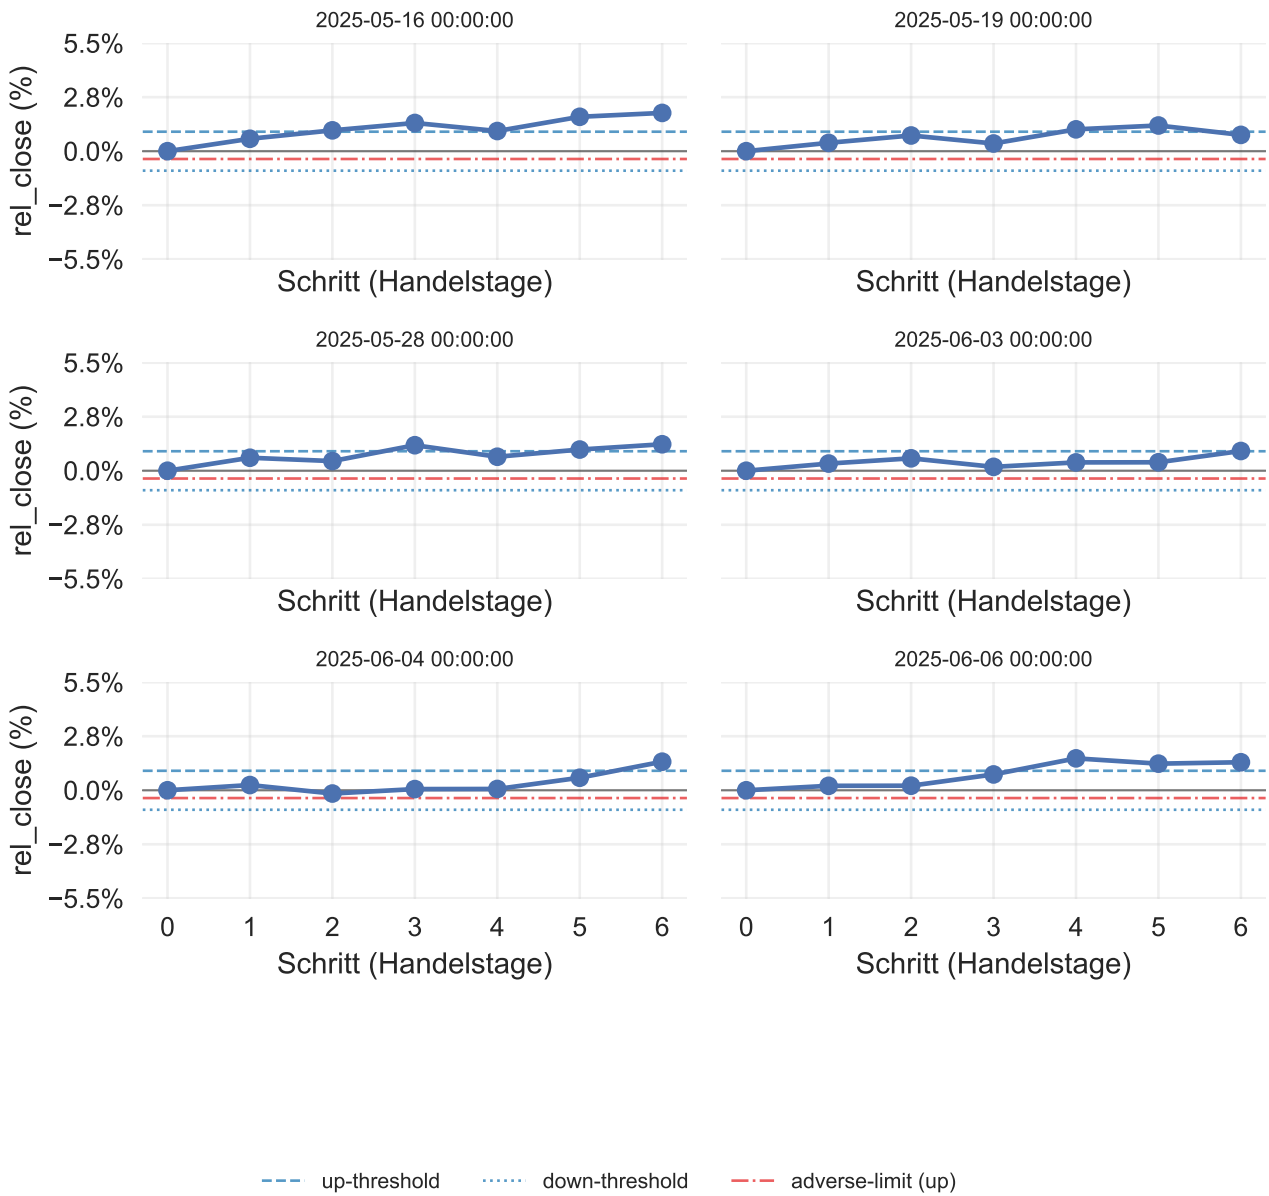 2025-05-16 00:00:00
2025-05-19 00:00:00
5.5%
2.8%
0.0%
−2.8%
−5.5%
rel_close (%)
Schritt (Handelstage)
Schritt (Handelstage)
2025-05-28 00:00:00
2025-06-03 00:00:00
5.5%
2.8%
0.0%
−2.8%
−5.5%
rel_close (%)
Schritt (Handelstage)
Schritt (Handelstage)
2025-06-04 00:00:00
2025-06-06 00:00:00
5.5%
2.8%
0.0%
−2.8%
−5.5%
rel_close (%)
0 1 2 3 4 5 6
0 1 2 3 4 5 6
Schritt (Handelstage)
Schritt (Handelstage)
up-threshold down-threshold adverse-limit (up)